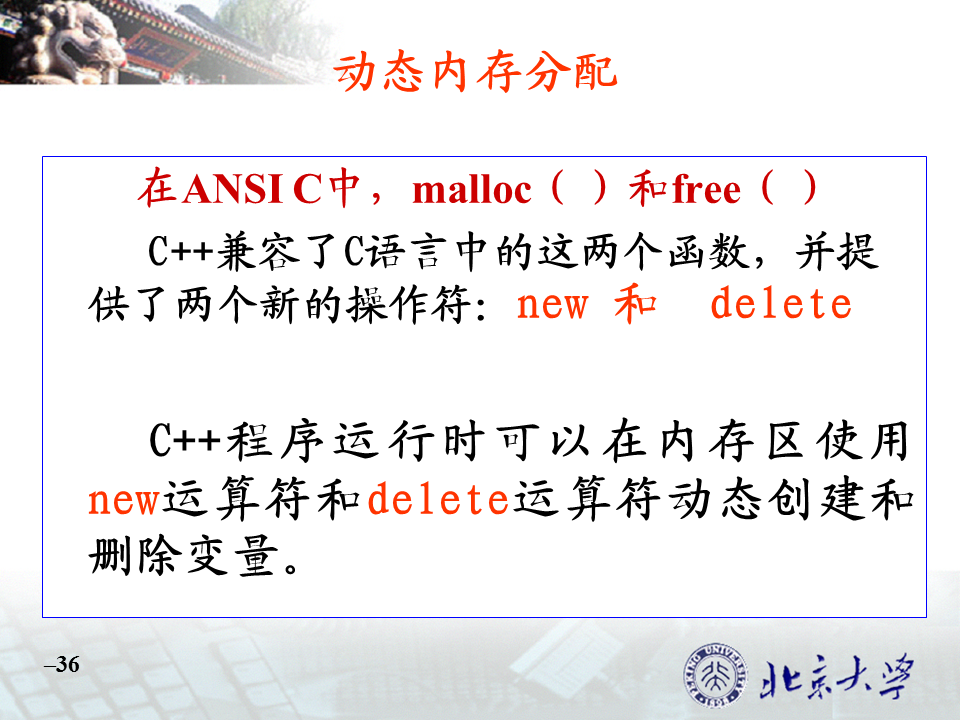 动态内存分配
在ANSI C中，malloc（ ）和free（ ）
C++兼容了C语言中的这两个函数，并提
供了两个新的操作符：new 和 delete
C++程序运行时可以在内存区使用
new运算符和delete运算符动态创建和
删除变量。
–36
PEKING UNIVERSITY
1898
北京大学